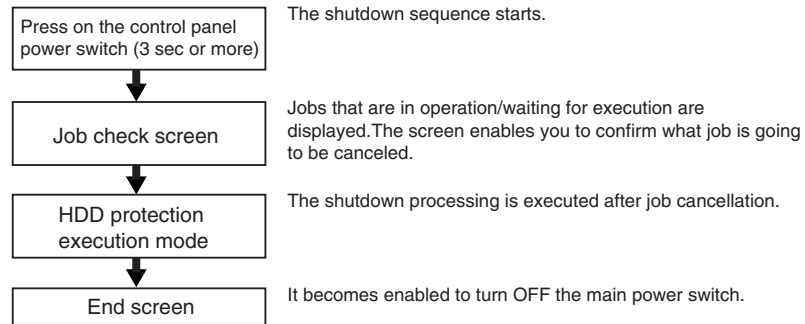 Press on the control panel
power switch (3 sec or more)
The shutdown sequence starts.
Job check screen
Jobs that are in operation/waiting for execution are
displayed.The screen enables you to confirm what job is going
to be canceled.
HDD protection
execution mode
The shutdown processing is executed after job cancellation.
End screen
It becomes enabled to turn OFF the main power switch.